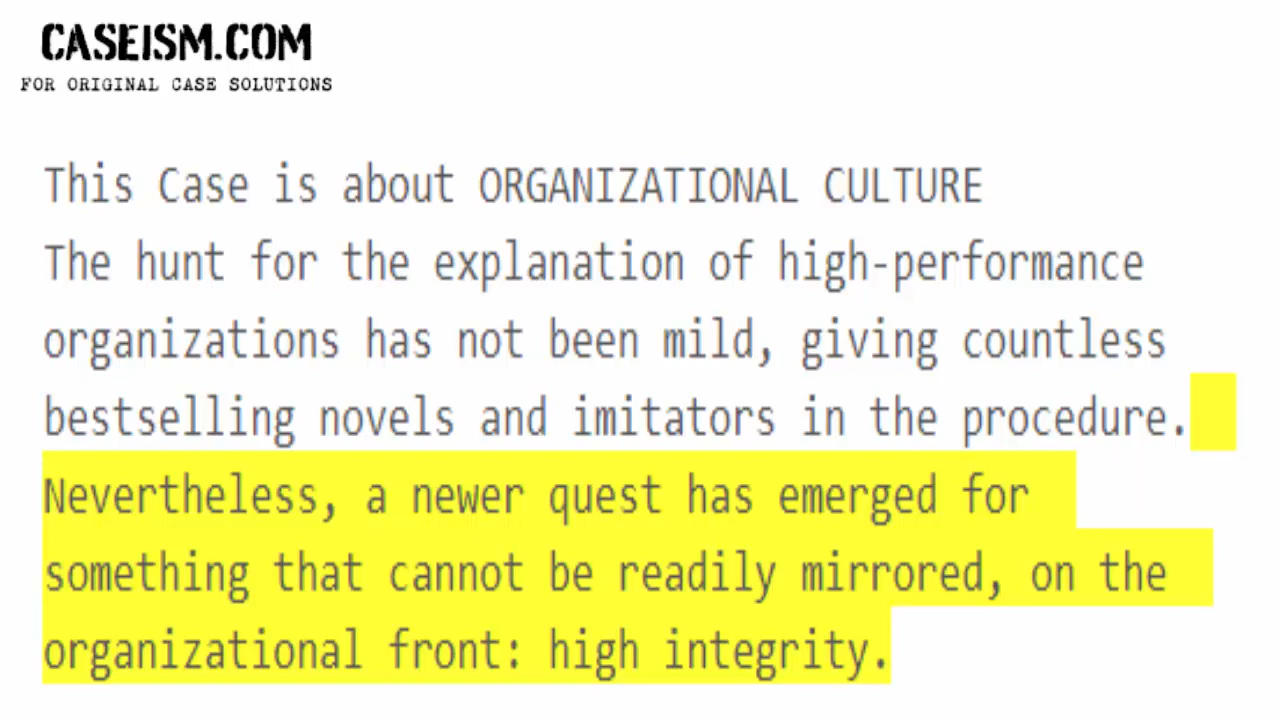 CASEISM.COM
FOR ORIGINAL CASE SOLUTIONS
This Case is about ORGANIZATIONAL CULTURE
The hunt for the explanation of high-performance
organizations has not been mild, giving countless
bestselling novels and imitators in the procedure.
Nevertheless, a newer quest has emerged for
something that cannot be readily mirrored, on the
organizational front: high integrity.